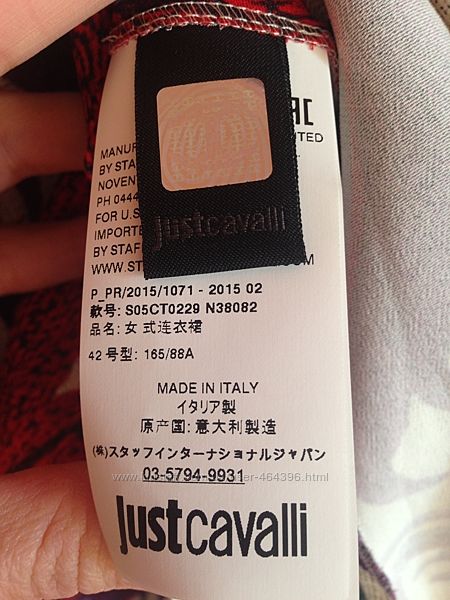 MANUF
BY STA
NOVEN
PH 0444
FOR U.S
IMPORTE
BY STAFF
WWW.ST
justcavalli
P_PR/2015/1071 - 2015 02
款号: S05CT0229 N38082
品名: 女 式连衣裙
42 号型: 165/88A
MADE IN ITALY
イタリア製
原产国: 意大利製造
(株)スタッフインターナショナルジャパン
03-5794-9931
justcavalli